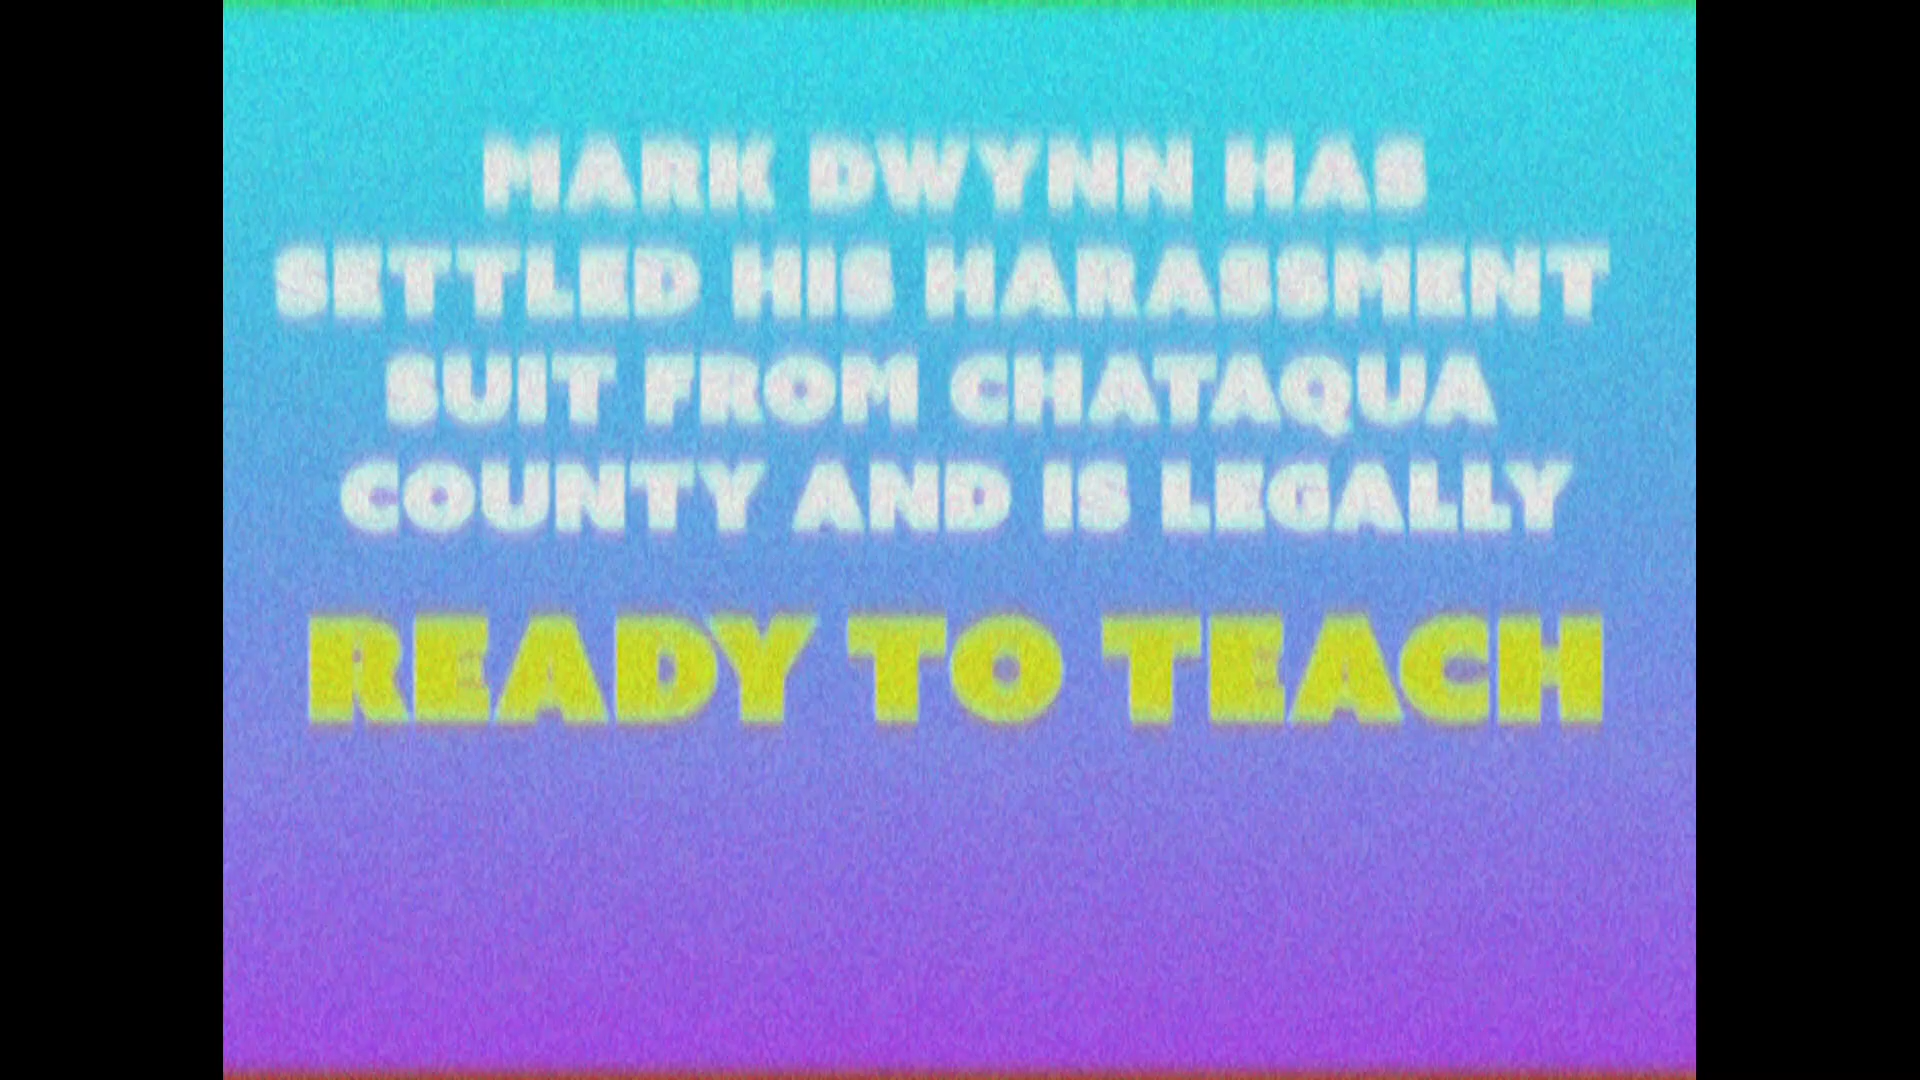 MARK DWYNN HAS
SETTLED HIS HARASSMENT
SUIT FROM CHATAQUA
COUNTY AND IS LEGALLY
READY TO TEACH